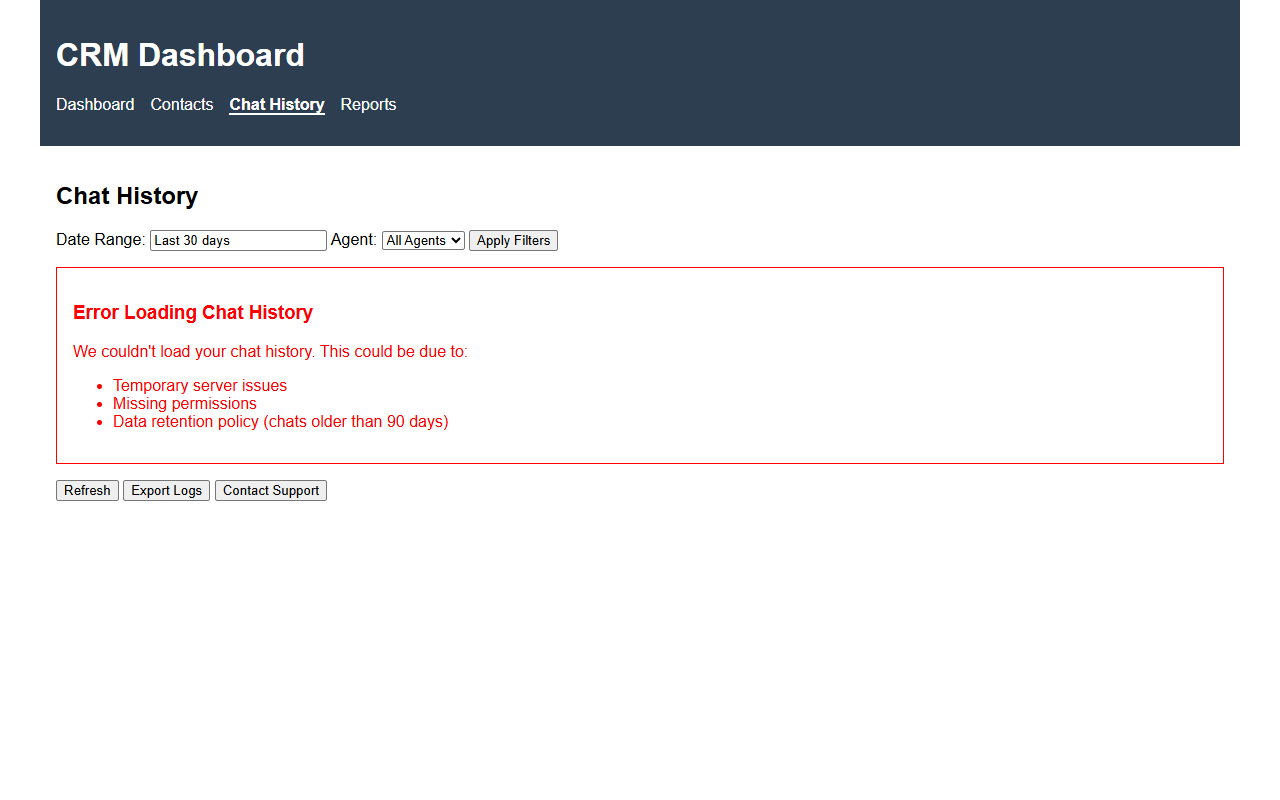 CRM Dashboard
Dashboard Contacts Chat History Reports
Chat History
Date Range: Last 30 days Agent: All Agents Apply Filters
Error Loading Chat History
We couldn't load your chat history. This could be due to:
• Temporary server issues
• Missing permissions
• Data retention policy (chats older than 90 days)
Refresh Export Logs Contact Support